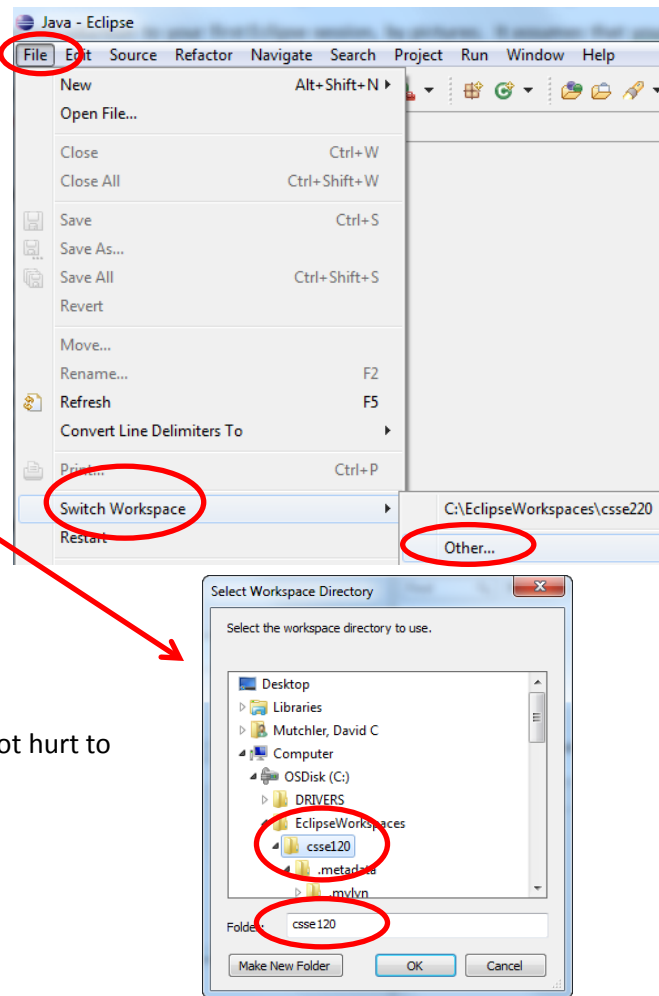 Java - Eclipse
File Edit Source Refactor Navigate Search Project Run Window Help
New Alt+Shift+N
Open File...
Close Ctrl+W
Close All Ctrl+Shift+W
Save Ctrl+S
Save As...
Save All Ctrl+Shift+S
Revert
Move...
Rename... F2
Refresh F5
Convert Line Delimiters To
Print... Ctrl+P
Switch Workspace
C:\EclipseWorkspaces\csse220
Restart
Other...
Select Workspace Directory
Select the workspace directory to use.
Desktop
Libraries
Mutchler, David C
Computer
OSDisk (C:)
DRIVERS
EclipseWorkspaces
csse120
.metadata
.mylyn
Folder: csse120
Make New Folder OK Cancel
ot hurt to